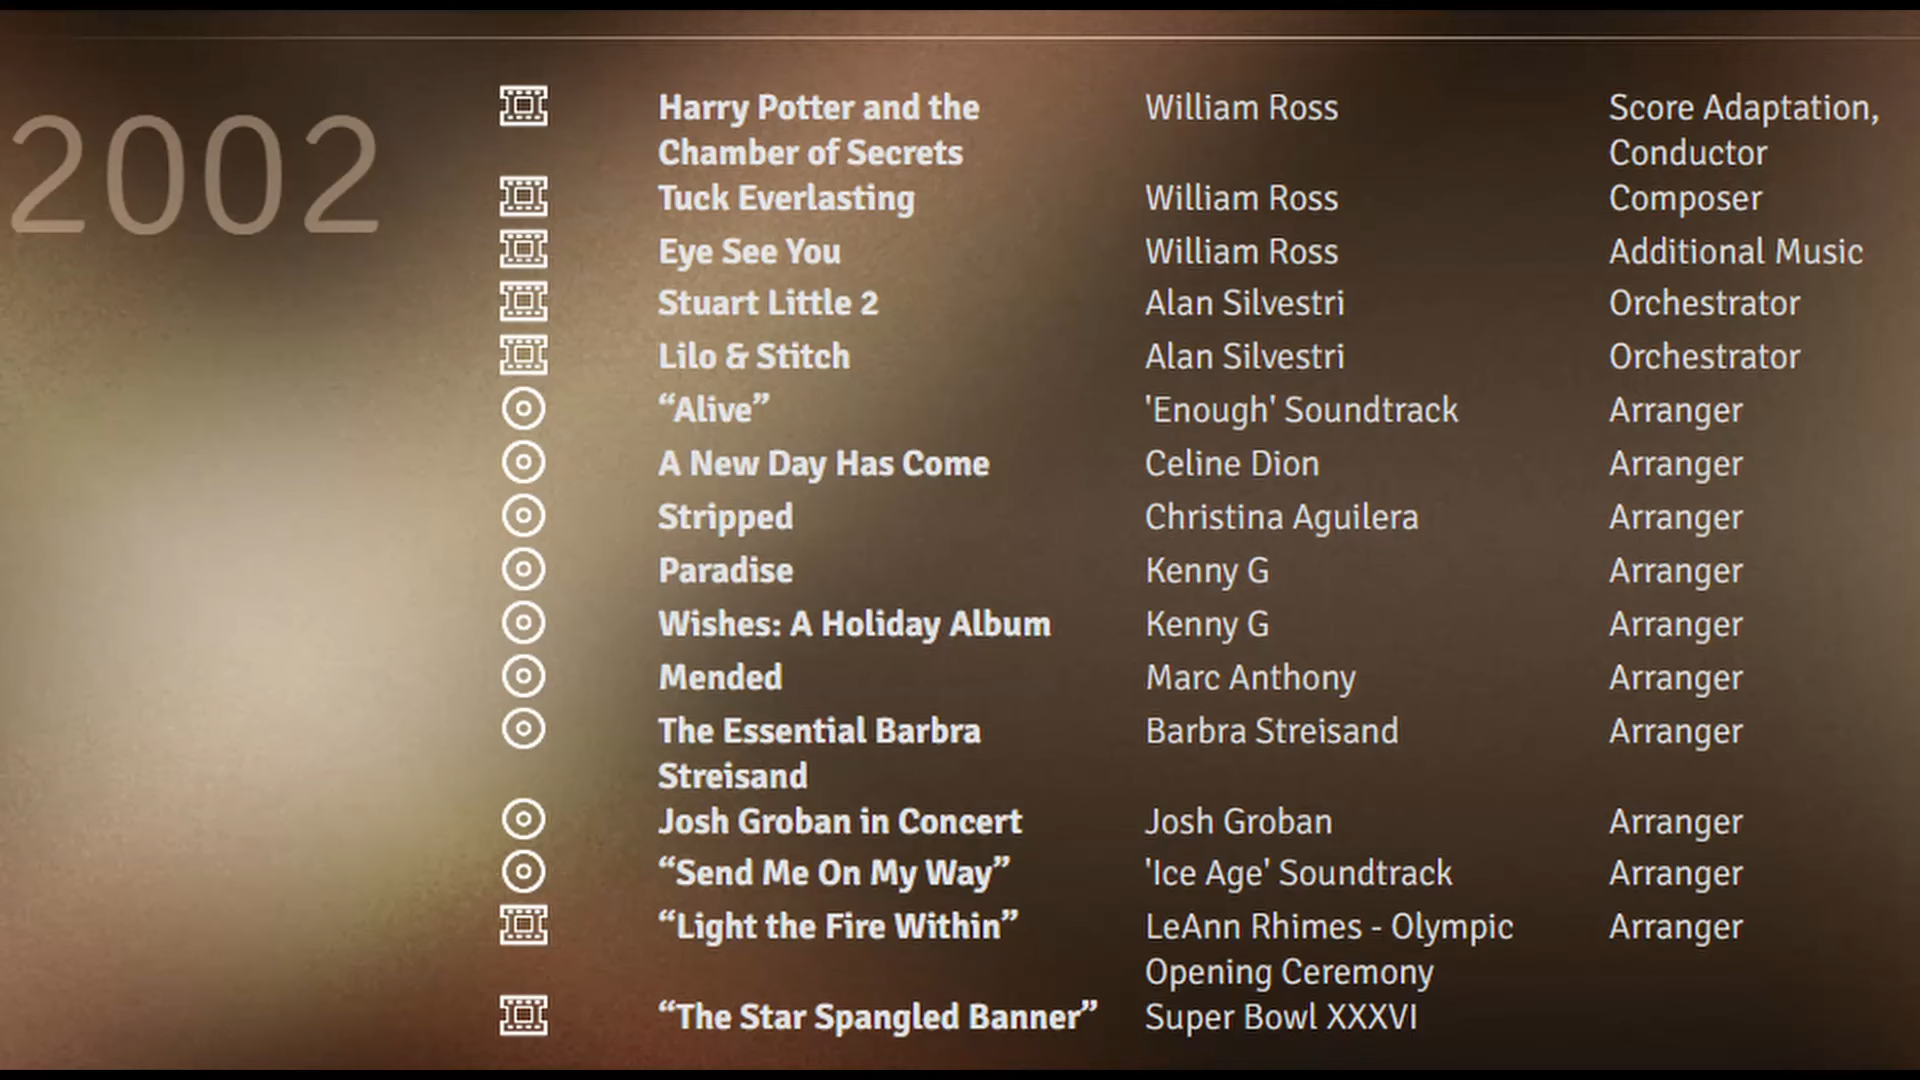 2002
Harry Potter and the William Ross Score Adaptation,
Chamber of Secrets Conductor
Tuck Everlasting William Ross Composer
Eye See You William Ross Additional Music
Stuart Little 2 Alan Silvestri Orchestrator
Lilo & Stitch Alan Silvestri Orchestrator
“Alive” 'Enough' Soundtrack Arranger
A New Day Has Come Celine Dion Arranger
Stripped Christina Aguilera Arranger
Paradise Kenny G Arranger
Wishes: A Holiday Album Kenny G Arranger
Mended Marc Anthony Arranger
The Essential Barbra Barbra Streisand Arranger
Streisand
Josh Groban in Concert Josh Groban Arranger
“Send Me On My Way” 'Ice Age' Soundtrack Arranger
“Light the Fire Within” LeAnn Rhimes - Olympic Arranger
Opening Ceremony
“The Star Spangled Banner” Super Bowl XXXVI